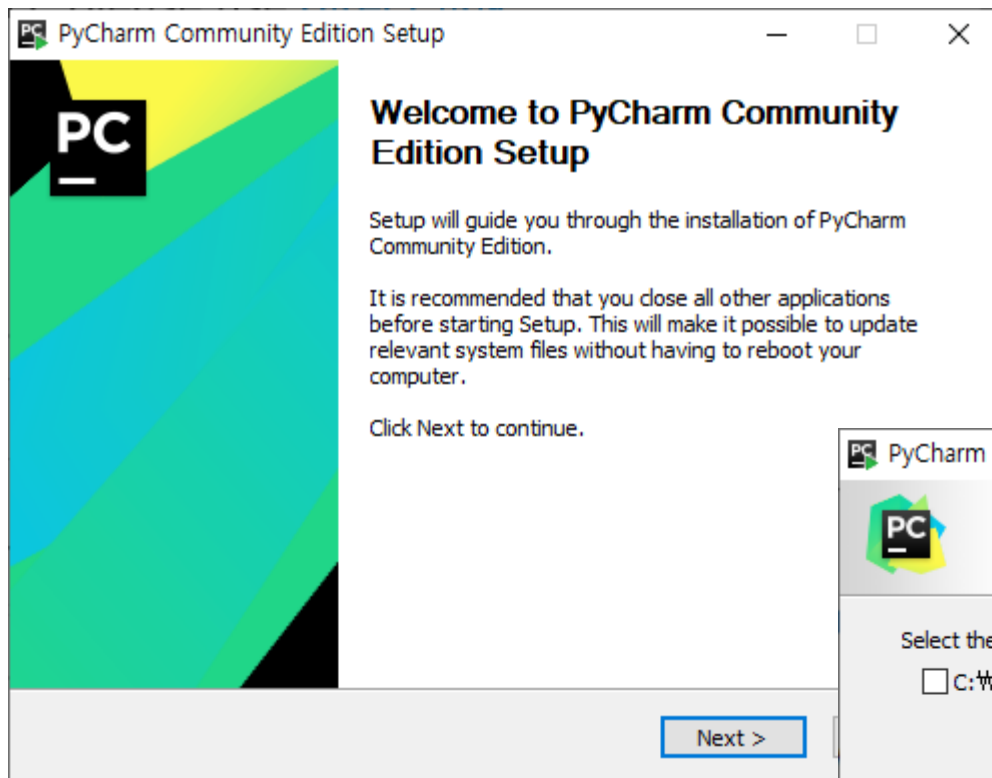 PyCharm Community Edition Setup
PC
Welcome to PyCharm Community
Edition Setup
Setup will guide you through the installation of PyCharm
Community Edition.
It is recommended that you close all other applications
before starting Setup. This will make it possible to update
relevant system files without having to reboot your
computer.
Click Next to continue.
Next >
PyCharm
PC
Select the
C:₩